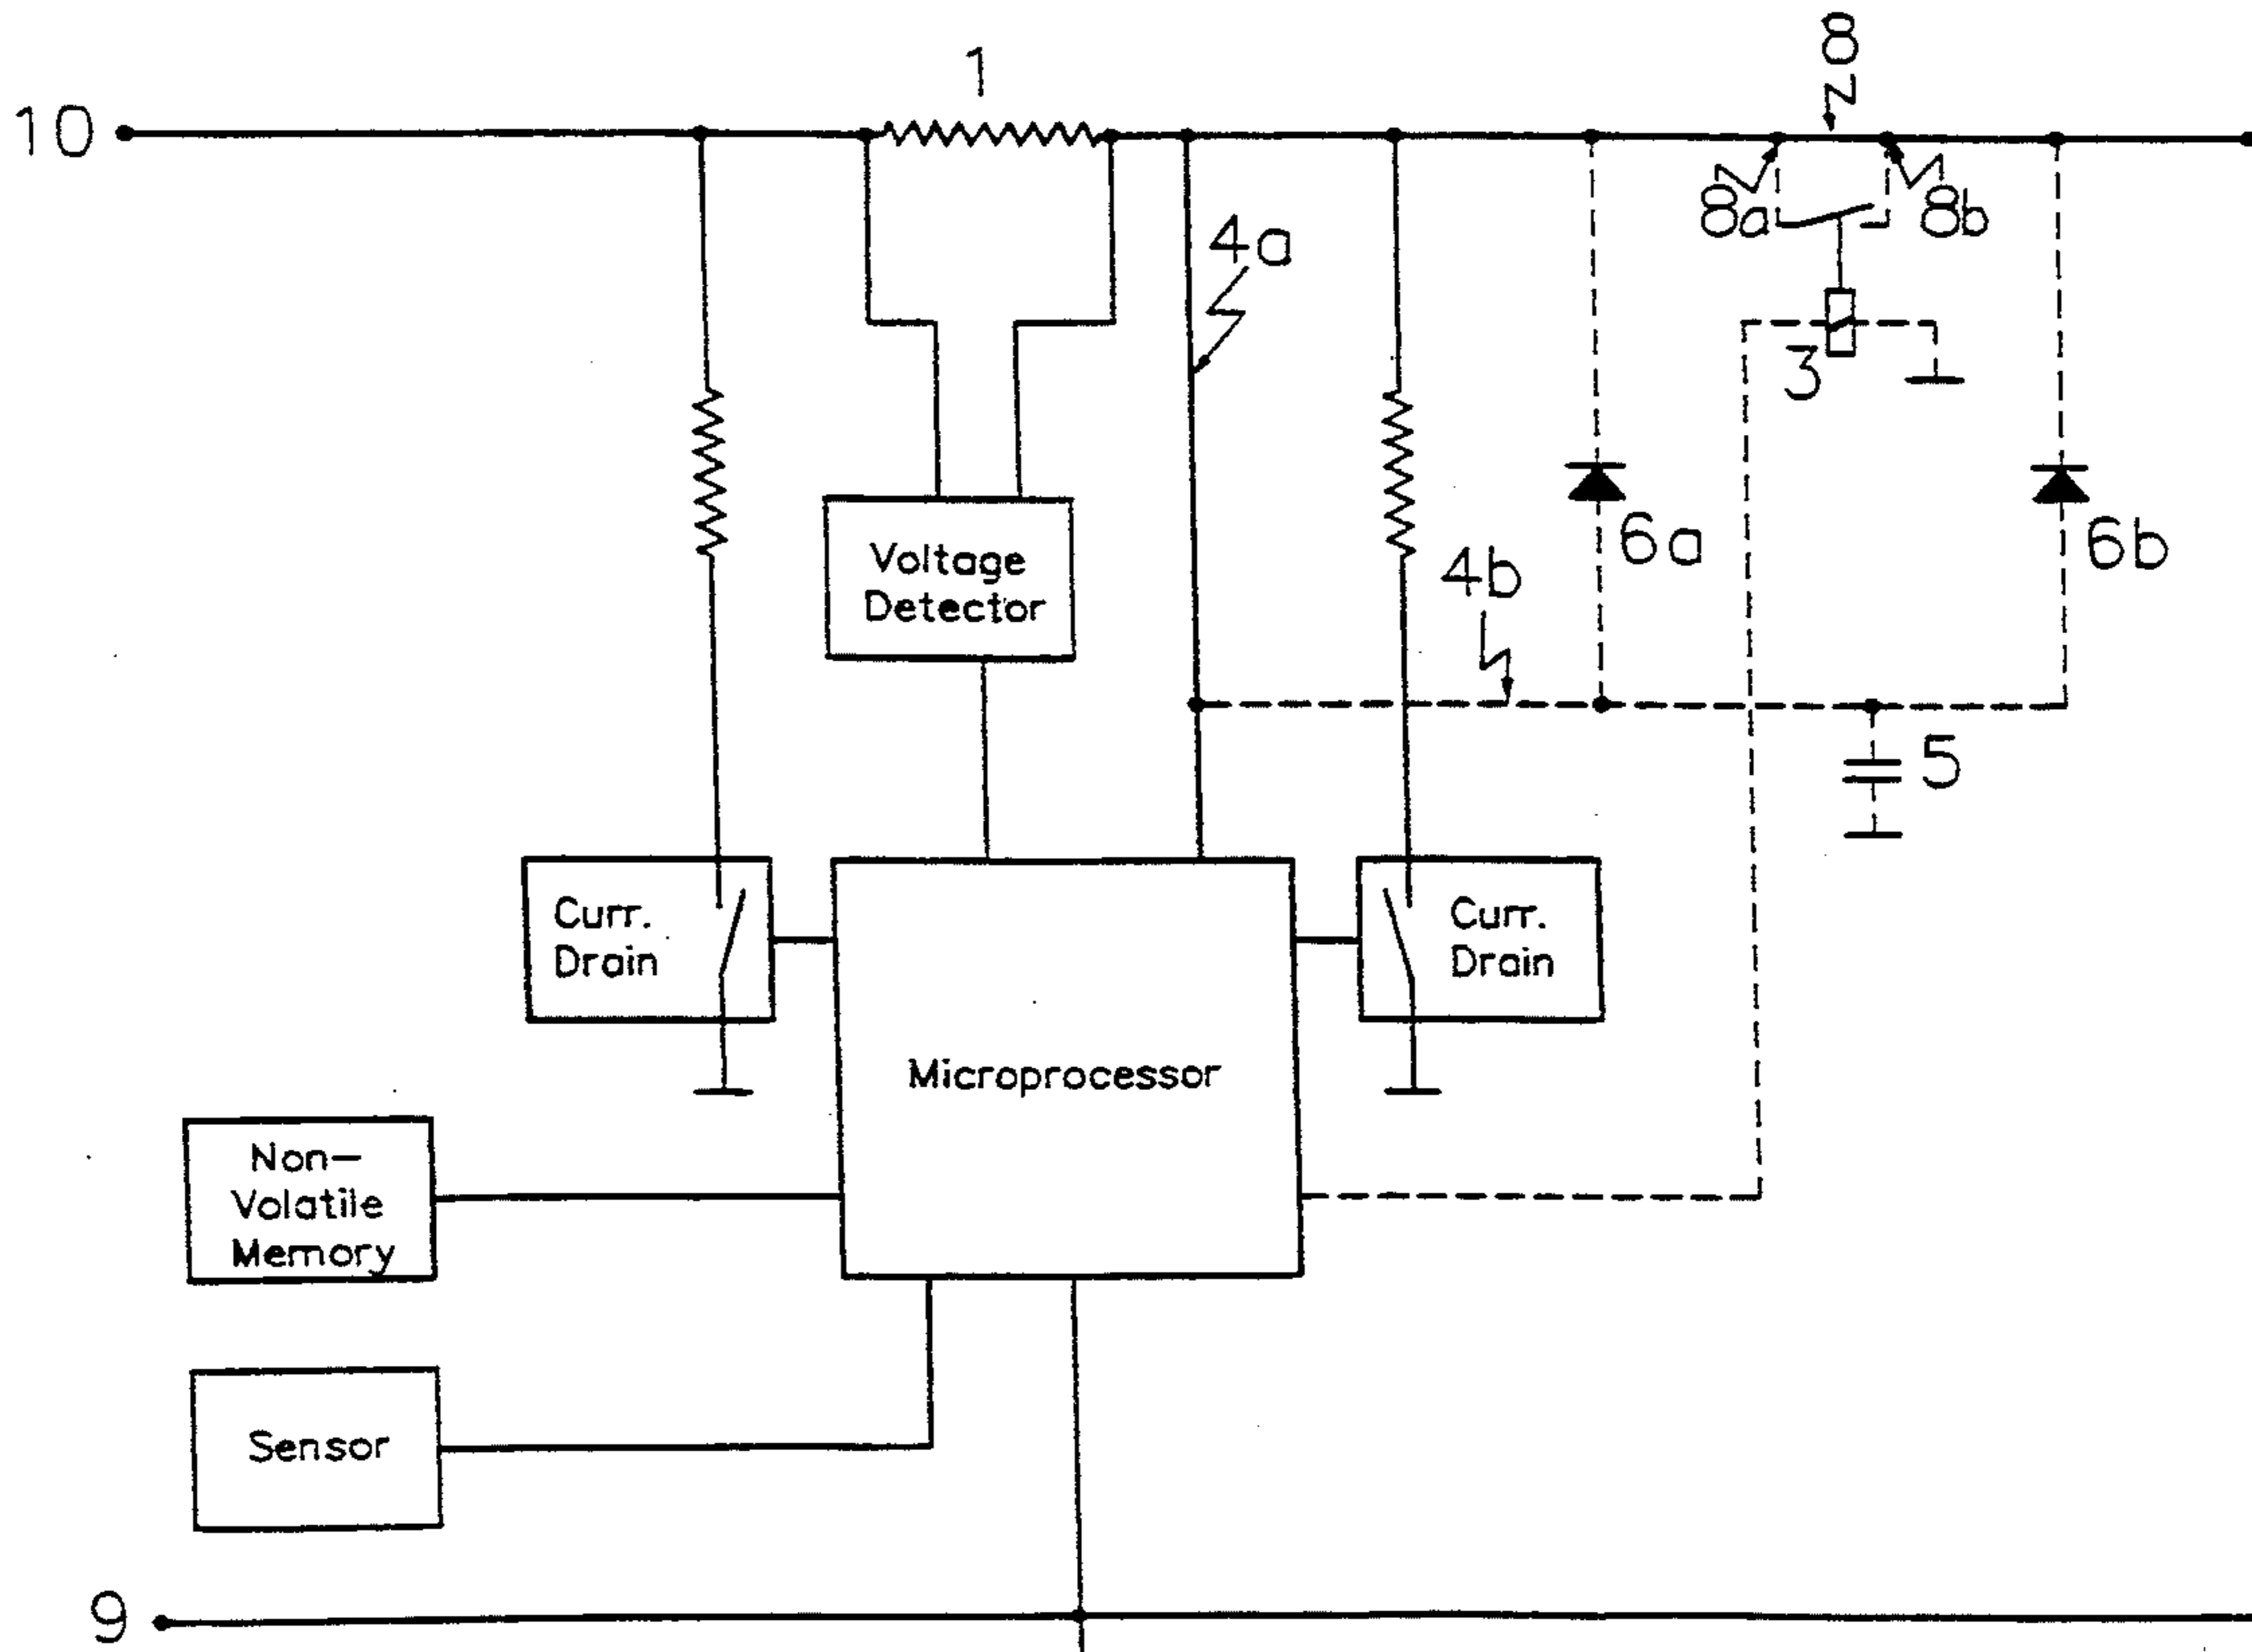 8
1
10
8a
8b
4a
3
6a
6b
4b
Voltage
Detector
5
Curr.
Drain
Curr.
Drain
Microprocessor
Non-
Volatile
Memory
Sensor
9